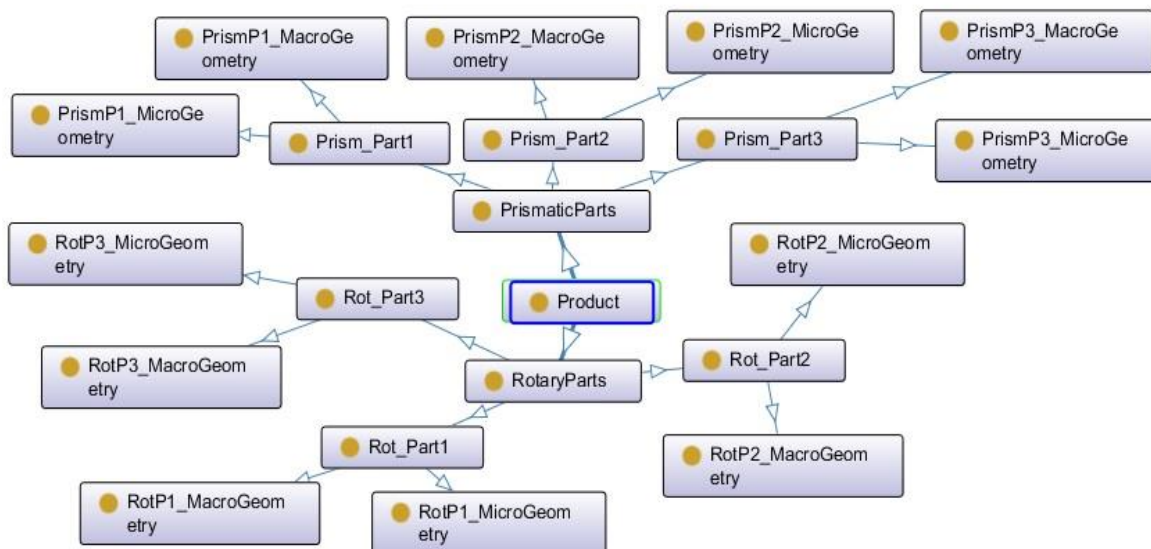 PrismP1_MacroGe
ometry
PrismP2_MacroGe
ometry
PrismP2_MicroGe
ometry
PrismP3_MacroGe
ometry
PrismP1_MicroGe
ometry
Prism_Part1
Prism_Part2
Prism_Part3
PrismP3_MicroGe
ometry
PrismaticParts
RotP3_MicroGeom
etry
RotP2_MicroGeom
etry
Rot_Part3
Product
RotP3_MacroGeom
etry
RotaryParts
Rot_Part2
Rot_Part1
RotP2_MacroGeom
etry
RotP1_MacroGeom
etry
RotP1_MicroGeom
etry